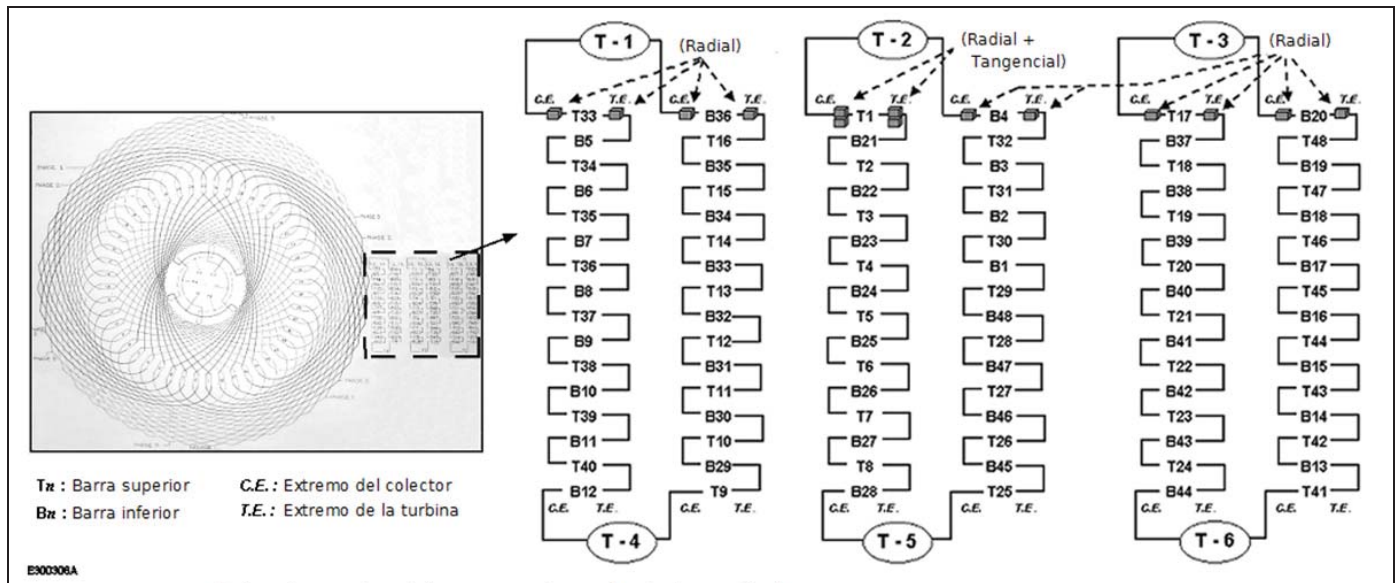 T - 1
T - 2
T - 3
(Radial)
(Radial +
Tangencial)
(Radial)
C.E. T.E. C.E. T.E. C.E. T.E. C.E. T.E. C.E. T.E. C.E. T.E.
T33 B36 T1 B4 T17 B20
B5 T16 B21 T32 B37 T48
T34 B35 T2 B3 T18 B19
B6 T15 B22 T31 B38 T47
T35 B34 T3 B2 T19 B18
B7 T14 B23 T30 B39 T46
T36 B33 T4 B1 T20 B17
B8 T13 B24 T29 B40 T45
T37 B32 T5 B48 T21 B16
B9 T12 B25 T28 B41 T44
T38 B31 T6 B47 T22 B15
B10 T11 B26 T27 B42 T43
T39 B30 T7 B46 T23 B14
B11 T10 B27 T26 B43 T42
T40 B29 T8 B45 T24 B13
B12 T9 B28 T25 B44 T41
C.E. T.E. C.E. T.E. C.E. T.E. C.E. T.E. C.E. T.E. C.E. T.E.
T - 4
T - 5
T - 6
Tn : Barra superior
Bn : Barra inferior
C.E. : Extremo del colector
T.E. : Extremo de la turbina
E300306A